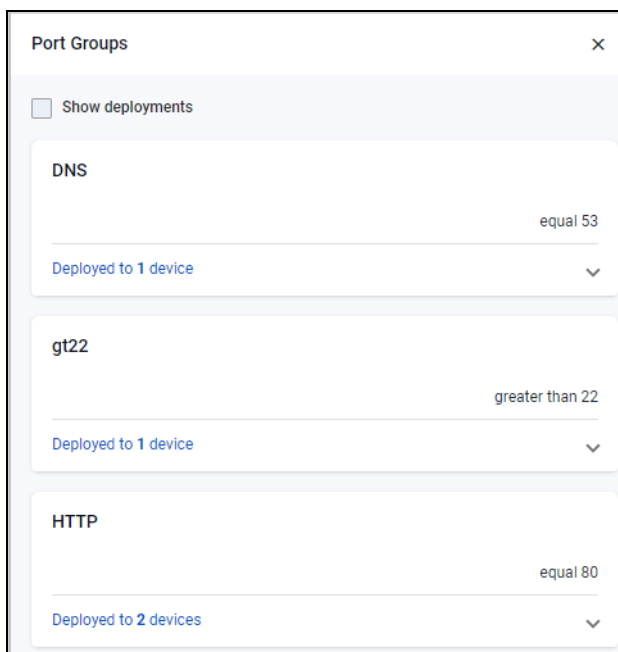 Port Groups
Show deployments
DNS
equal 53
Deployed to 1 device
gt22
greater than 22
Deployed to 1 device
HTTP
equal 80
Deployed to 2 devices